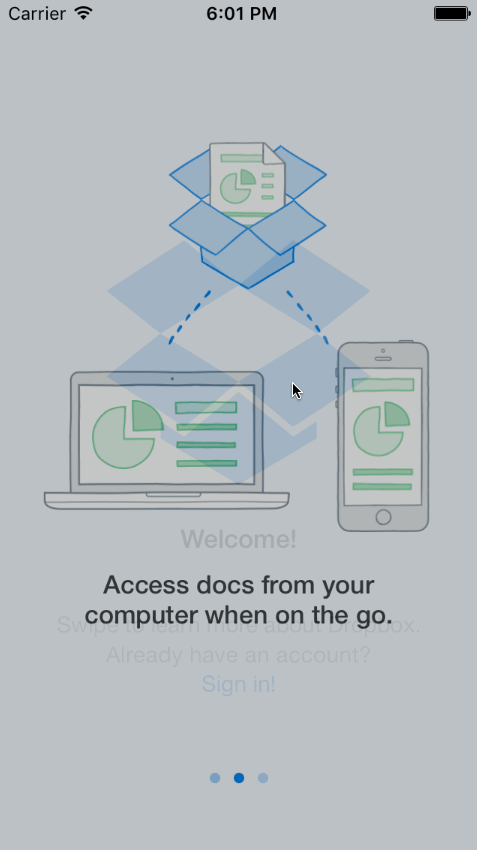 Carrier 6:01 PM
Welcome!
Access docs from your
computer when on the go.
Swipe to learn more about Dropbox.
Already have an account?
Sign in!